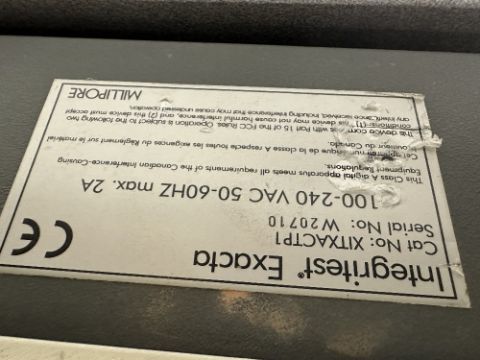 Integritest® Exacta
Cat No: XITXACTP1
Serial No: W20710
CE
100-240 VAC 50-60HZ max. 2A
This Class A digital apparatus meets all requirements of the Canadian Interference-Causing
Equipment Regulations.
Cet numérique de la classe A respecte toutes les exigences du Règlement sur le matériel
brouilleur du Canada.
This device with Part 15 of the FCC Rules. Operation is subject to the following two
conditions: (1) this device may not cause harmful interference, and (2) this device must accept
any interference received including interference that may cause undesired operation.
MILLIPORE